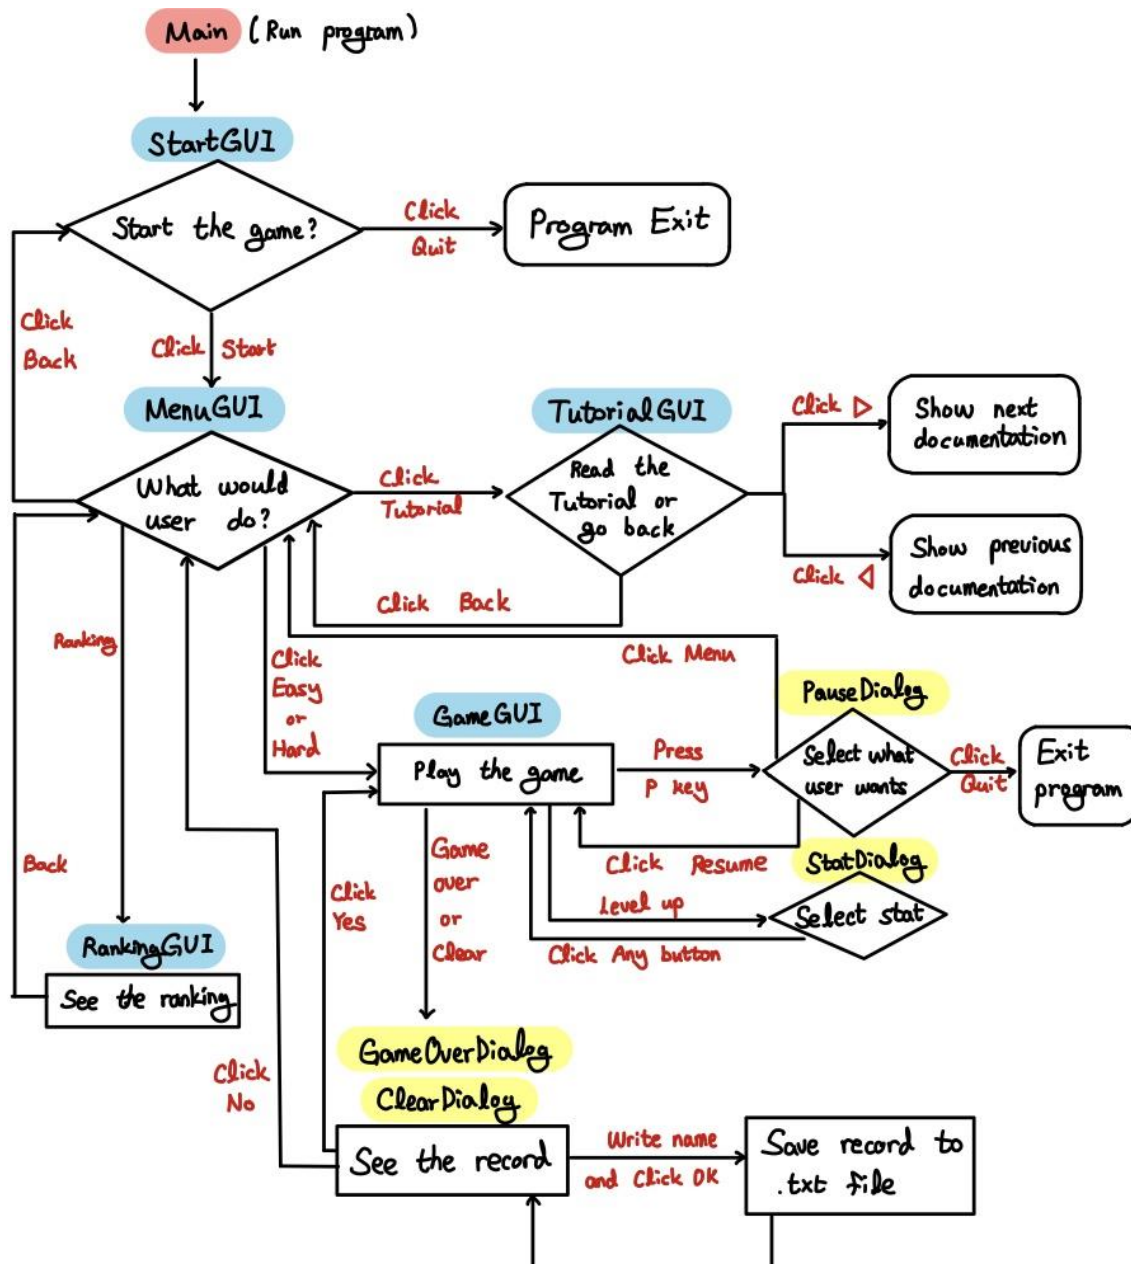 Main (Run program)
StartGUI
Start the game?
Click
Quit
Program Exit
Click
Back
Click Start
MenuGUI
What would
user do?
Click
Tutorial
TutorialGUI
Read the
Tutorial or
go back
Click ▷
Show next
documentation
Click ◁
Show previous
documentation
Click Back
Ranking
Click
Easy
or
Hard
Click Menu
GameGUI
Play the game
Press
P key
PauseDialog
Select what
user wants
Click
Quit
Exit
program
Click Resume
StatDialog
Select stat
Level up
Click Any button
Back
Click
Yes
Game
over
or
Clear
RankingGUI
See the ranking
Click
No
GameOverDialog
ClearDialog
See the record
Write name
and Click OK
Save record to
.txt file